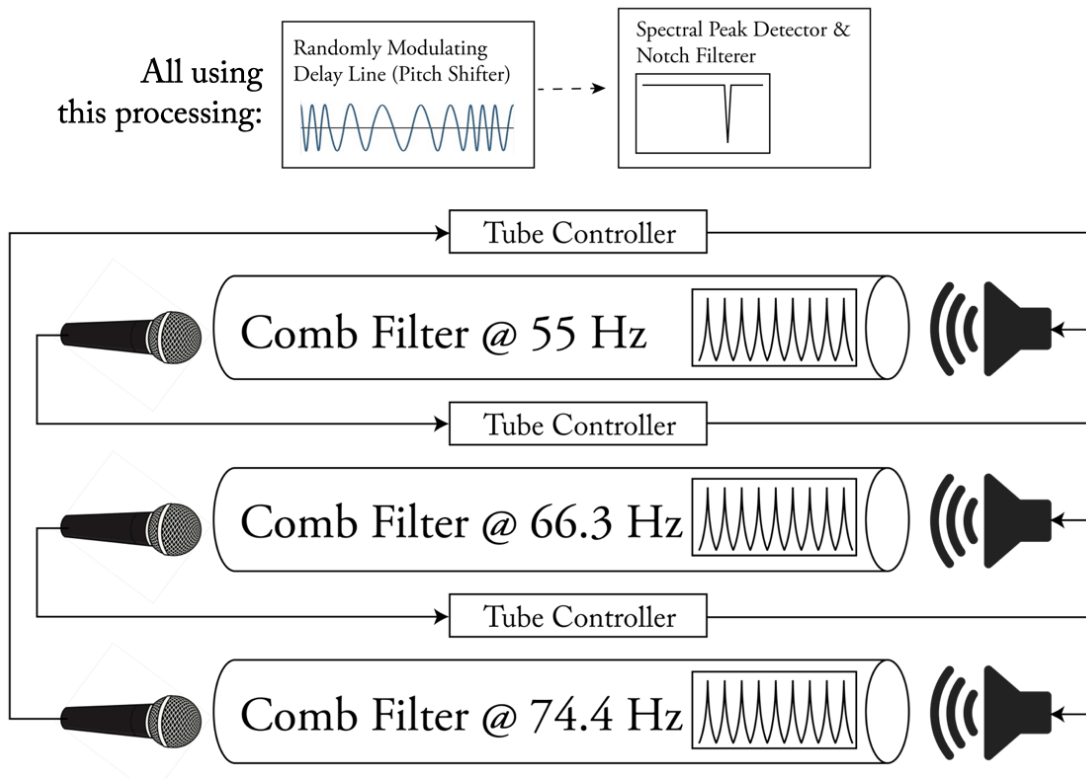 All using
this processing:
Randomly Modulating
Delay Line (Pitch Shifter)
Spectral Peak Detector &
Notch Filterer
Tube Controller
Comb Filter @ 55 Hz
Tube Controller
Comb Filter @ 66.3 Hz
Tube Controller
Comb Filter @ 74.4 Hz